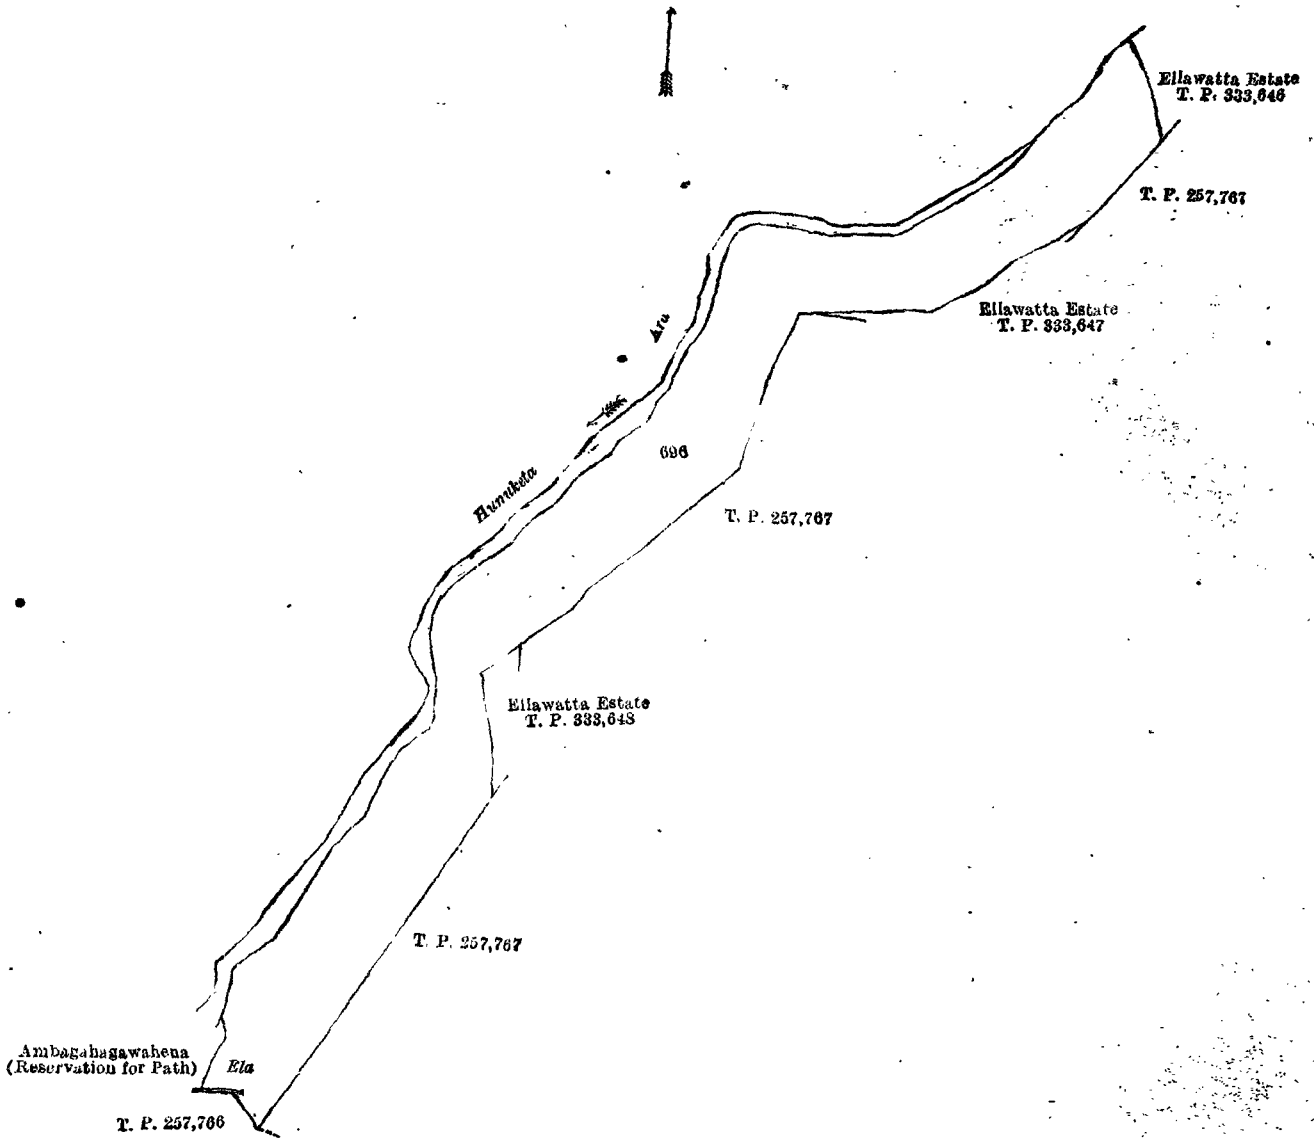 Ellawatta Estate
T. P. 333,646
T. P. 257,767
Ellawatta Estate
T. P. 333,647
Aru
696
Hunuketa
T. P. 257,767
Ellawatta Estate
T. P. 333,648
T. P. 257,767
Ambagahagawahena
(Reservation for Path)
Ela
T. P. 257,766